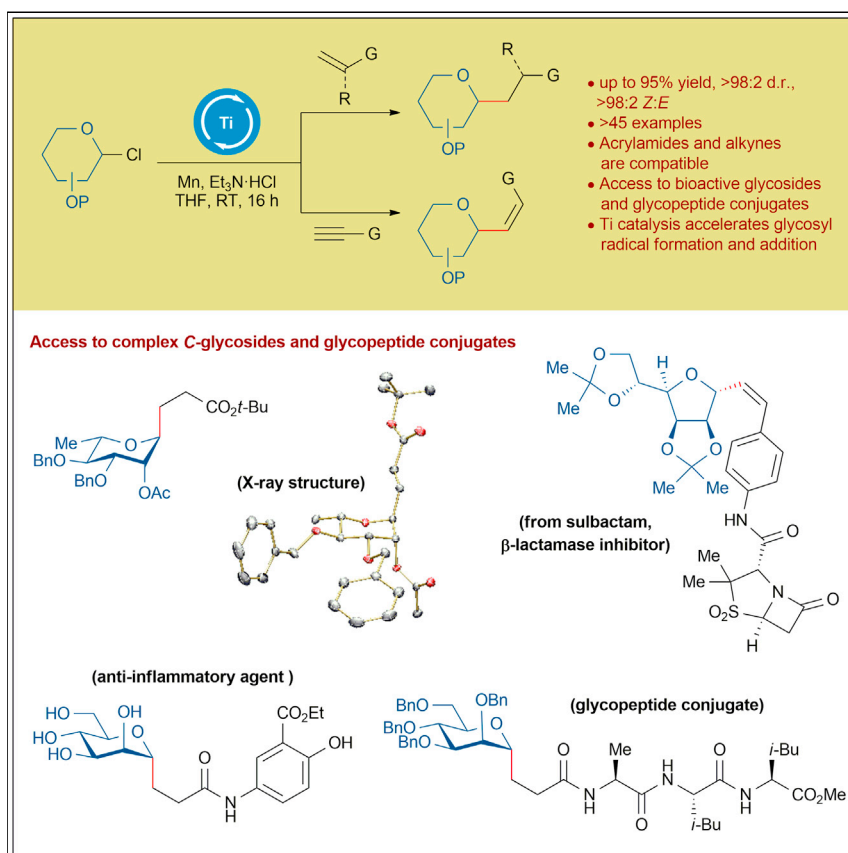 G
R
R
O
G
OP
O
Cl
OP
Ti
Mn, Et₃N·HCl
THF, RT, 16 h
G
G
O
OP
• up to 95% yield, >98:2 d.r.,
>98:2 Z:E
• >45 examples
• Acrylamides and alkynes
are compatible
• Access to bioactive glycosides
and glycopeptide conjugates
• Ti catalysis accelerates glycosyl
radical formation and addition
Access to complex C-glycosides and glycopeptide conjugates
CO₂t-Bu
Me
O
BnO
BnO
OAc
(X-ray structure)
Me
O
Me
O
H
O
O
O
Me
Me
NH
O
(from sulbactam,
β-lactamase inhibitor)
Me
Me
N
O
O₂S
H
(anti-inflammatory agent )
HO
OH
HO
HO
O
O
N
H
CO₂Et
OH
(glycopeptide conjugate)
BnO
OBn
BnO
BnO
O
O
N
H
Me
O
H
N
i-Bu
O
N
H
i-Bu
CO₂Me